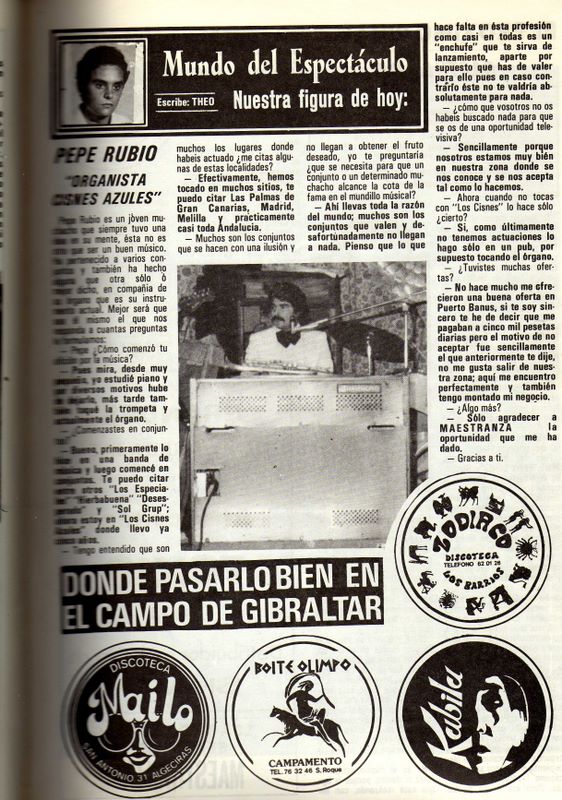 Mundo del Espectáculo
Escribe: THEO
Nuestra figura de hoy:
PEPE RUBIO
"ORGANISTA
CISNES AZULES"
Pepe Rubio es un jòven mu-
chacho que siempre tuvo una
idea en su mente, ésta no es
otra que ser un buen músico.
pertenecido a varios con-
juntos y también ha hecho
alguna que otra sólo ò
mejor dicho, en compañía de
su òrgano que es su instru-
mento actual. Mejor será que
sea él mismo el que nos
responda a cuantas preguntas
le formulamos:
— Pepe ¿Cómo comenzó tu
afición por la música?
— Pues mira, desde muy
pequeño, yo estudié piano y
por diversos motivos hube
de dejarlo, más tarde tam-
bién toqué la trompeta y
actualmente el órgano.
— ¿Comenzastes en conjun-
tos?
— Bueno, primeramente lo
hice en una banda de
música y luego comencé en
conjuntos. Te puedo citar
entre otros "Los Especia-
les" "Hierbabuena" "Deses-
perado" "Sol Grup";
ahora estoy en "Los Cisnes
Azules" donde llevo ya
cinco años.
— Tengo entendido que son
muchos los lugares donde
habeis actuado ¿me citas algu-
nas de estas localidades?
— Efectivamente, hemos
tocado en muchos sitios, te
puedo citar Las Palmas de
Gran Canarias, Madrid,
Melilla y practicamente
casi toda Andalucia.
— Muchos son los conjuntos
que se hacen con una ilusión y
no llegan a obtener el fruto
deseado, yo te preguntaría
¿que se necesita para que un
conjunto o un determinado mu-
chacho alcance la cota de la
fama en el mundillo músical?
— Ahi llevas toda la razón del
mundo; muchos son los
conjuntos que valen y de-
safortunadamente no llegan
a nada. Pienso que lo que
hace falta en ésta profesión
como casi en todas es un
"enchufe" que te sirva de
lanzamiento, aparte por
supuesto que has de valer
para ello pues en caso con-
trarío éste no te valdría ab-
solutamente para nada.
— ¿cómo que vosotros no os
habeis buscado nada para que
se os de una oportunidad tele-
visiva?
— Sencillamente porque
nosotros estamos muy bién
en nuestra zona donde se
nos conoce y se nos acepta
tal como lo hacemos.
— Ahora cuando no tocas
con "Los Cisnes" lo hace sólo
¿cierto?
— Si, como últimamente
no tenemos actuaciones lo
hago sólo en un pub, por
supuesto tocando el órgano.
— ¿Tuvistes muchas ofer-
tas?
— No hace mucho me ofre-
cieron una buena oferta en
Puerto Banus, si te soy sin-
cero te he de decir que me
pagaban a cinco mil pesetas
diarias pero el motivo de no
aceptar fue sencillamente
el que anteriormente te dije,
no me gusta salir de nues-
tra zona; aquí me encuentro
perfectamente y también
tengo montado mi negocio.
— ¿Algo más?
— Sólo agradecer a
MAESTRANZA la
oportunidad que me ha
dado.
— Gracias a ti.
DONDE PASARLO BIEN EN
EL CAMPO DE GIBRALTAR
ZODIACO
DISCOTECA
TELEFONO 62 01 26
LOS BARRIOS
DISCOTECA
Mailo
SAN ANTONIO, 31 ALGECIRAS
BOITE OLIMPO
CAMPAMENTO
TEL. 76 32 46 S. Roque
Kabila